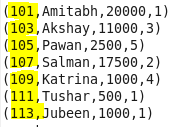 (101,Amitabh,20000,1)
(103,Akshay,11000,3)
(105,Pawan,2500,5)
(107,Salman,17500,2)
(109,Katrina,1000,4)
(111,Tushar,500,1)
(113,Jubeen,1000,1)